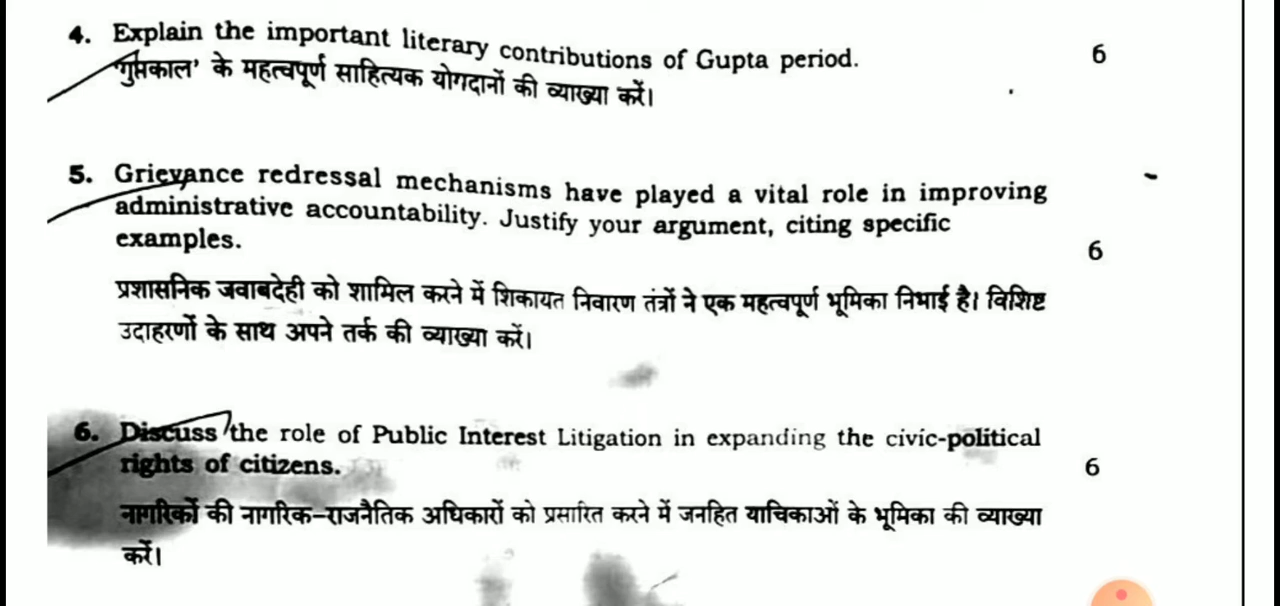 4. Explain the important literary contributions of Gupta period. 6
'गुप्तकाल' के महत्वपूर्ण साहित्यक योगदानों की व्याख्या करें।
5. Grievance redressal mechanisms have played a vital role in improving
administrative accountability. Justify your argument, citing specific
examples. 6
प्रशासनिक जवाबदेही को शामिल करने में शिकायत निवारण तंत्रों ने एक महत्वपूर्ण भूमिका निभाई है। विशिष्ट
उदाहरणों के साथ अपने तर्क की व्याख्या करें।
6. Discuss the role of Public Interest Litigation in expanding the civic-political
rights of citizens. 6
नागरिकों की नागरिक–राजनैतिक अधिकारों को प्रसारित करने में जनहित याचिकाओं के भूमिका की व्याख्या
करें।